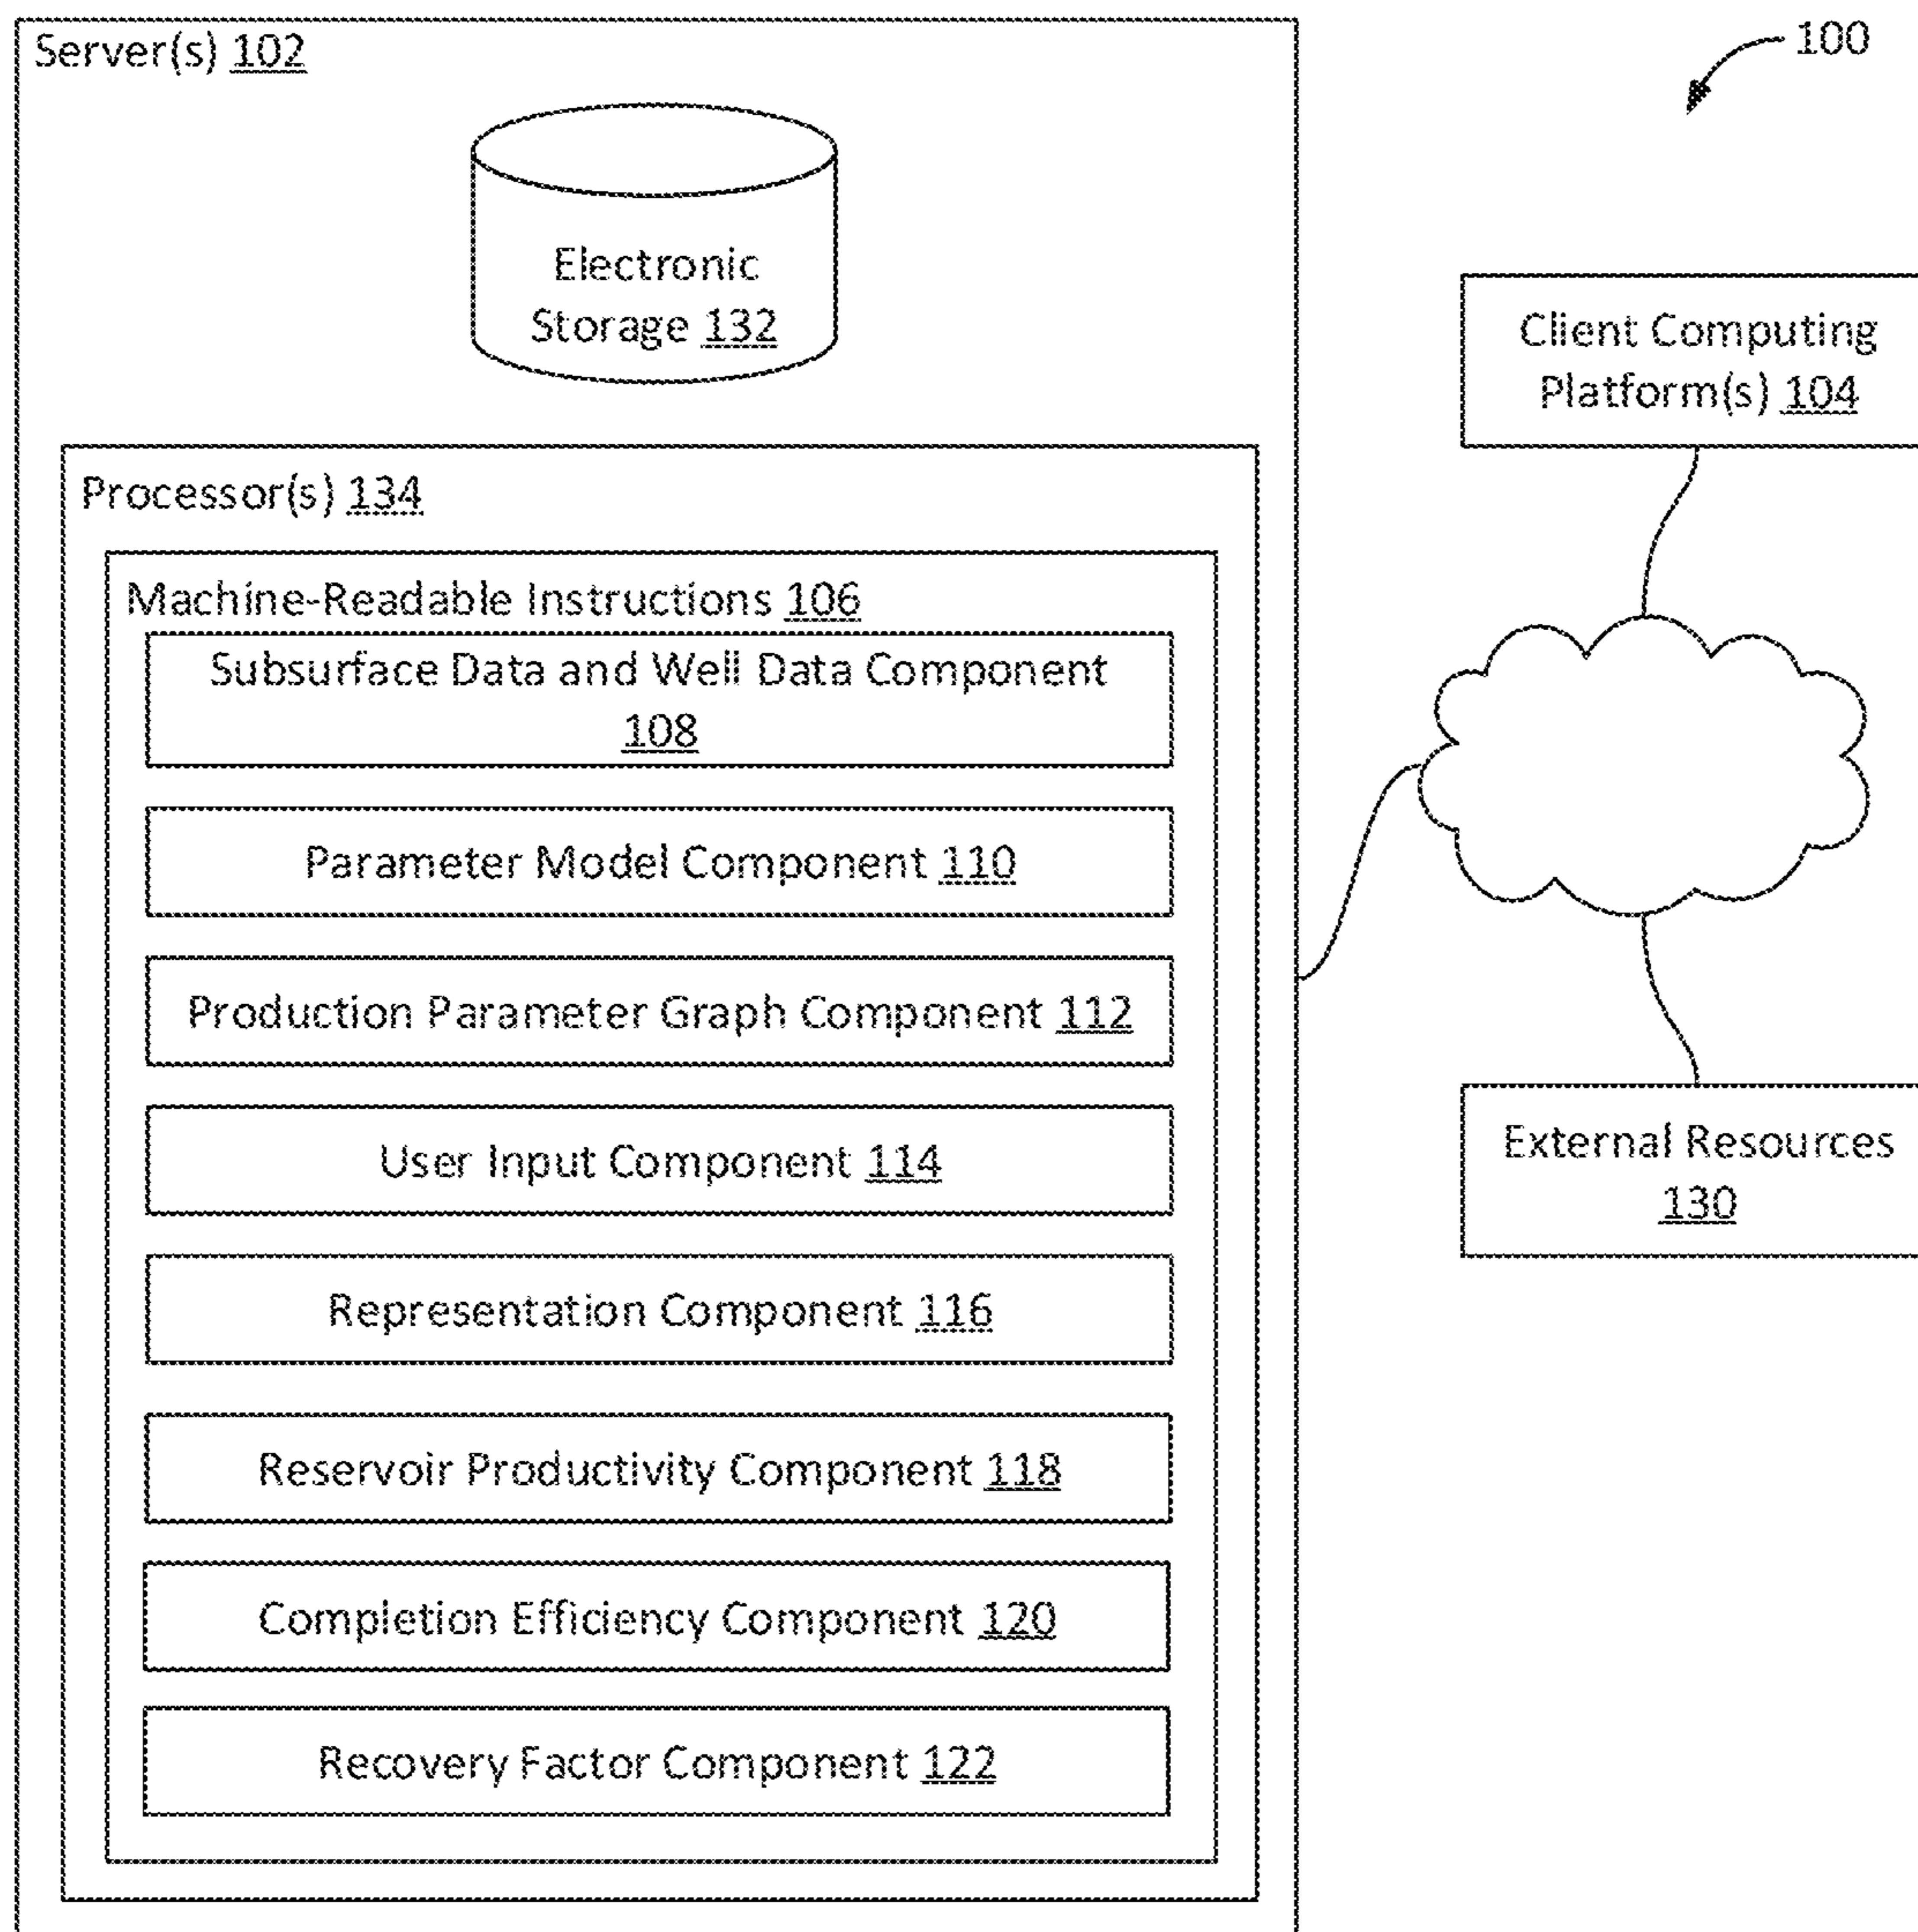 Server(s) 102
100
Electronic
Storage 132
Client Computing
Platform(s) 104
Processor(s) 134
Machine-Readable Instructions 106
Subsurface Data and Well Data Component
108
Parameter Model Component 110
Production Parameter Graph Component 112
User Input Component 114
External Resources
130
Representation Component 116
Reservoir Productivity Component 118
Completion Efficiency Component 120
Recovery Factor Component 122